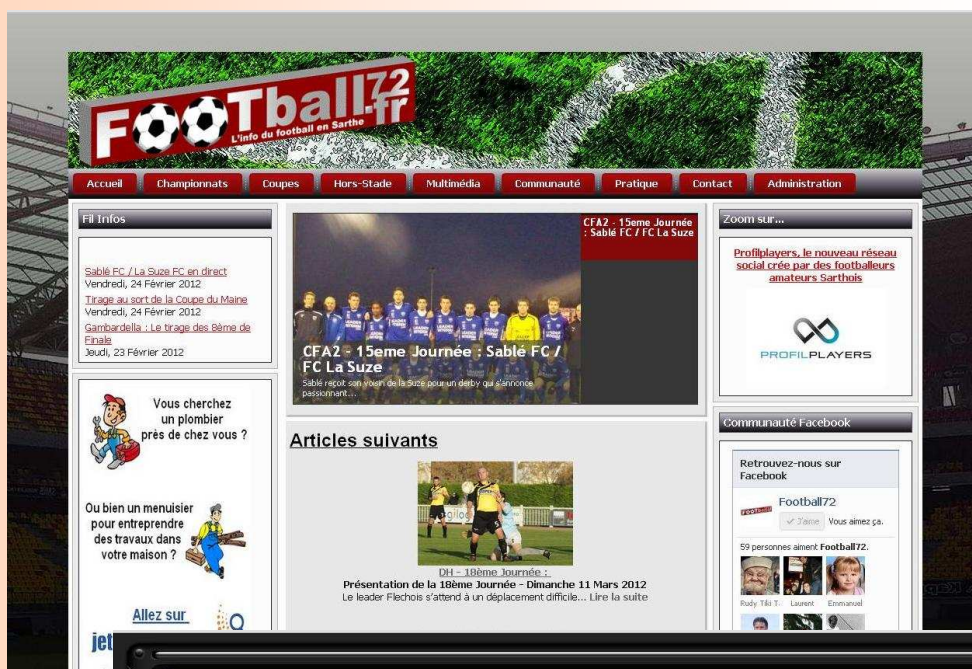 FOOTball72
.fr
L'info du football en Sarthe
Accueil Championnats Coupes Hors-Stade Multimédia Communauté Pratique Contact Administration
Fil Infos
Sablé FC / La Suze FC en direct
Vendredi, 24 Février 2012
Tirage au sort de la Coupe du Maine
Vendredi, 24 Février 2012
Gambardella : Le tirage des 8ème de
Finale
Jeudi, 23 Février 2012
Vous cherchez
un plombier
près de chez vous ?
Ou bien un menuisier
pour entreprendre
des travaux dans
votre maison ?
Allez sur
jet
CFA2 - 15eme Journée
: Sablé FC / FC La Suze
CFA2 - 15eme Journée : Sablé FC /
FC La Suze
Sablé reçoit son voisin de la Suze pour un derby qui s'annonce
passionnant...
Articles suivants
DH - 18ème Journée :
Présentation de la 18ème Journée - Dimanche 11 Mars 2012
Le leader Flechois s'attend à un déplacement difficile... Lire la suite
Zoom sur...
Profilplayers, le nouveau réseau
social crée par des footballeurs
amateurs Sarthois
PROFILPLAYERS
Communauté Facebook
Retrouvez-nous sur
Facebook
Football72
J'aime Vous aimez ça.
59 personnes aiment Football72.
Rudy Tiki T. Laurent Emmanuel